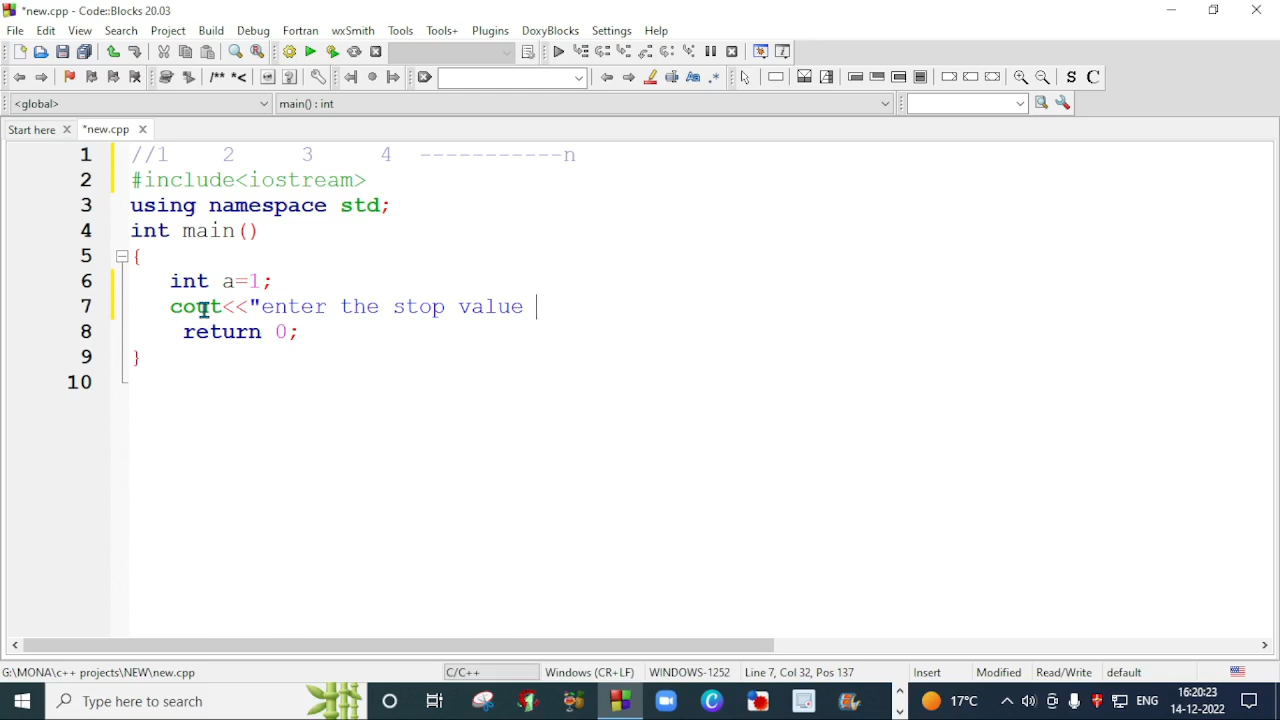 *new.cpp - Code::Blocks 20.03
File Edit View Search Project Build Debug Fortran wxSmith Tools Tools+ Plugins DoxyBlocks Settings Help
/** *< .* S C
<global> main() : int
Start here *new.cpp
1 //1 2 3 4 -----------n
2 #include<iostream>
3 using namespace std;
4 int main()
5 {
6 int a=1;
7 cout<<"enter the stop value
8 return 0;
9 }
10
G:\MONA\c++ projects\NEW\new.cpp C/C++ Windows (CR+LF) WINDOWS-1252 Line 7, Col 32, Pos 137 Insert Modified Read/Write default
Type here to search 17°C ENG 16:20:23
14-12-2022